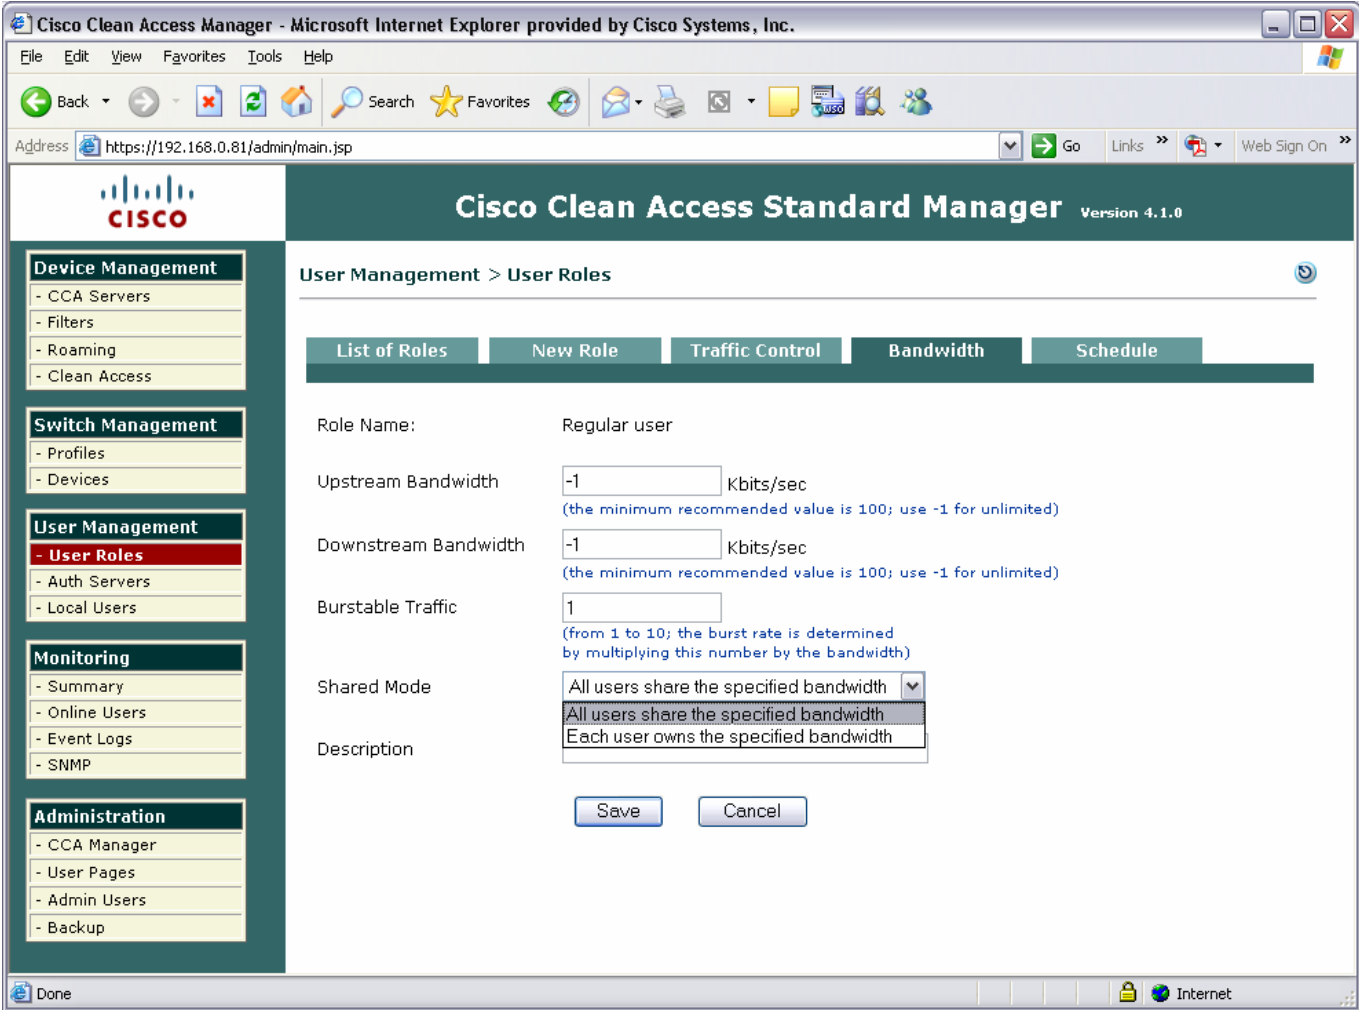 Cisco Clean Access Manager - Microsoft Internet Explorer provided by Cisco Systems, Inc.
File Edit View Favorites Tools Help
Back Search Favorites
Address https://192.168.0.81/admin/main.jsp Go Links » Web Sign On »
CISCO
Cisco Clean Access Standard Manager Version 4.1.0
Device Management
- CCA Servers
- Filters
- Roaming
- Clean Access
Switch Management
- Profiles
- Devices
User Management
- User Roles
- Auth Servers
- Local Users
Monitoring
- Summary
- Online Users
- Event Logs
- SNMP
Administration
- CCA Manager
- User Pages
- Admin Users
- Backup
User Management > User Roles
List of Roles New Role Traffic Control Bandwidth Schedule
Role Name: Regular user
Upstream Bandwidth -1 Kbits/sec
(the minimum recommended value is 100; use -1 for unlimited)
Downstream Bandwidth -1 Kbits/sec
(the minimum recommended value is 100; use -1 for unlimited)
Burstable Traffic 1
(from 1 to 10; the burst rate is determined
by multiplying this number by the bandwidth)
Shared Mode All users share the specified bandwidth
All users share the specified bandwidth
Each user owns the specified bandwidth
Description
Save Cancel
Done Internet